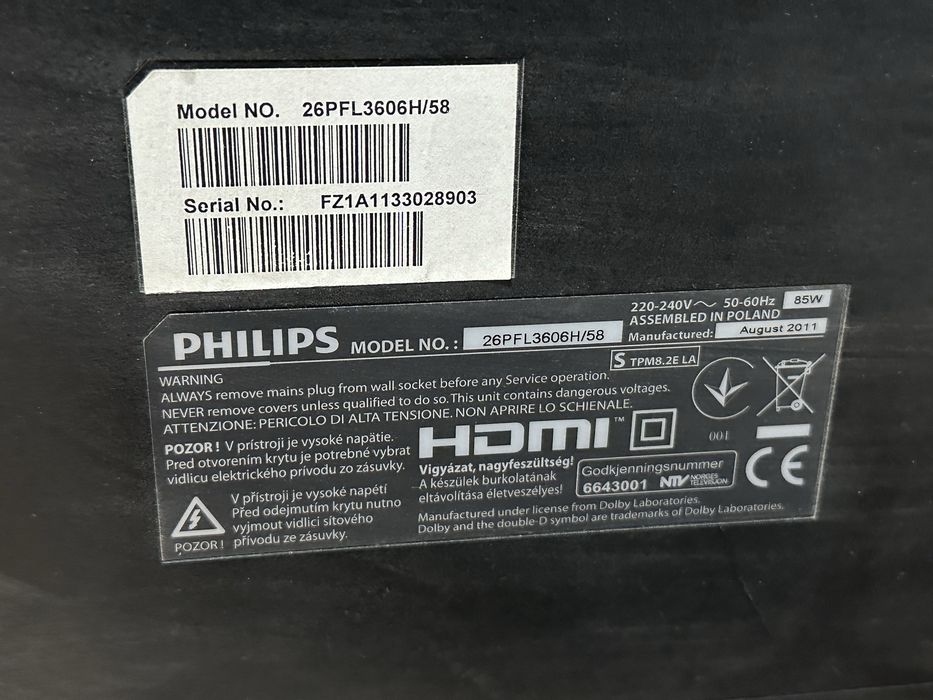 Model NO. 26PFL3606H/58
Serial No.: FZ1A1133028903
PHILIPS MODEL NO. : 26PFL3606H/58
220-240V～ 50-60Hz 85W
ASSEMBLED IN POLAND
Manufactured: August 2011
S TPM8.2E LA
WARNING
ALWAYS remove mains plug from wall socket before any Service operation.
NEVER remove covers unless qualified to do so. This unit contains dangerous voltages.
ATTENZIONE: PERICOLO DI ALTA TENSIONE. NON APRIRE LO SCHIENALE.
POZOR ! V prístroji je vysoké napätie.
Pred otvorením krytu je potrebné vybrat
vidlicu elektrického prívodu zo zásuvky.
POZOR !
V přístroji je vysoké napětí
Před odejmutím krytu nutno
vyjmout vidlici síťového
přívodu ze zásuvky.
HDMI™
Vigyázat, nagyfeszültség!
A készülek burkolatának
eltávolítása életveszélyes!
Godkjenningsnummer
6643001 NTV NORGES
TELEVISJON
001
CE
Manufactured under license from Dolby Laboratories.
Dolby and the double-D symbol are trademarks of Dolby Laboratories.